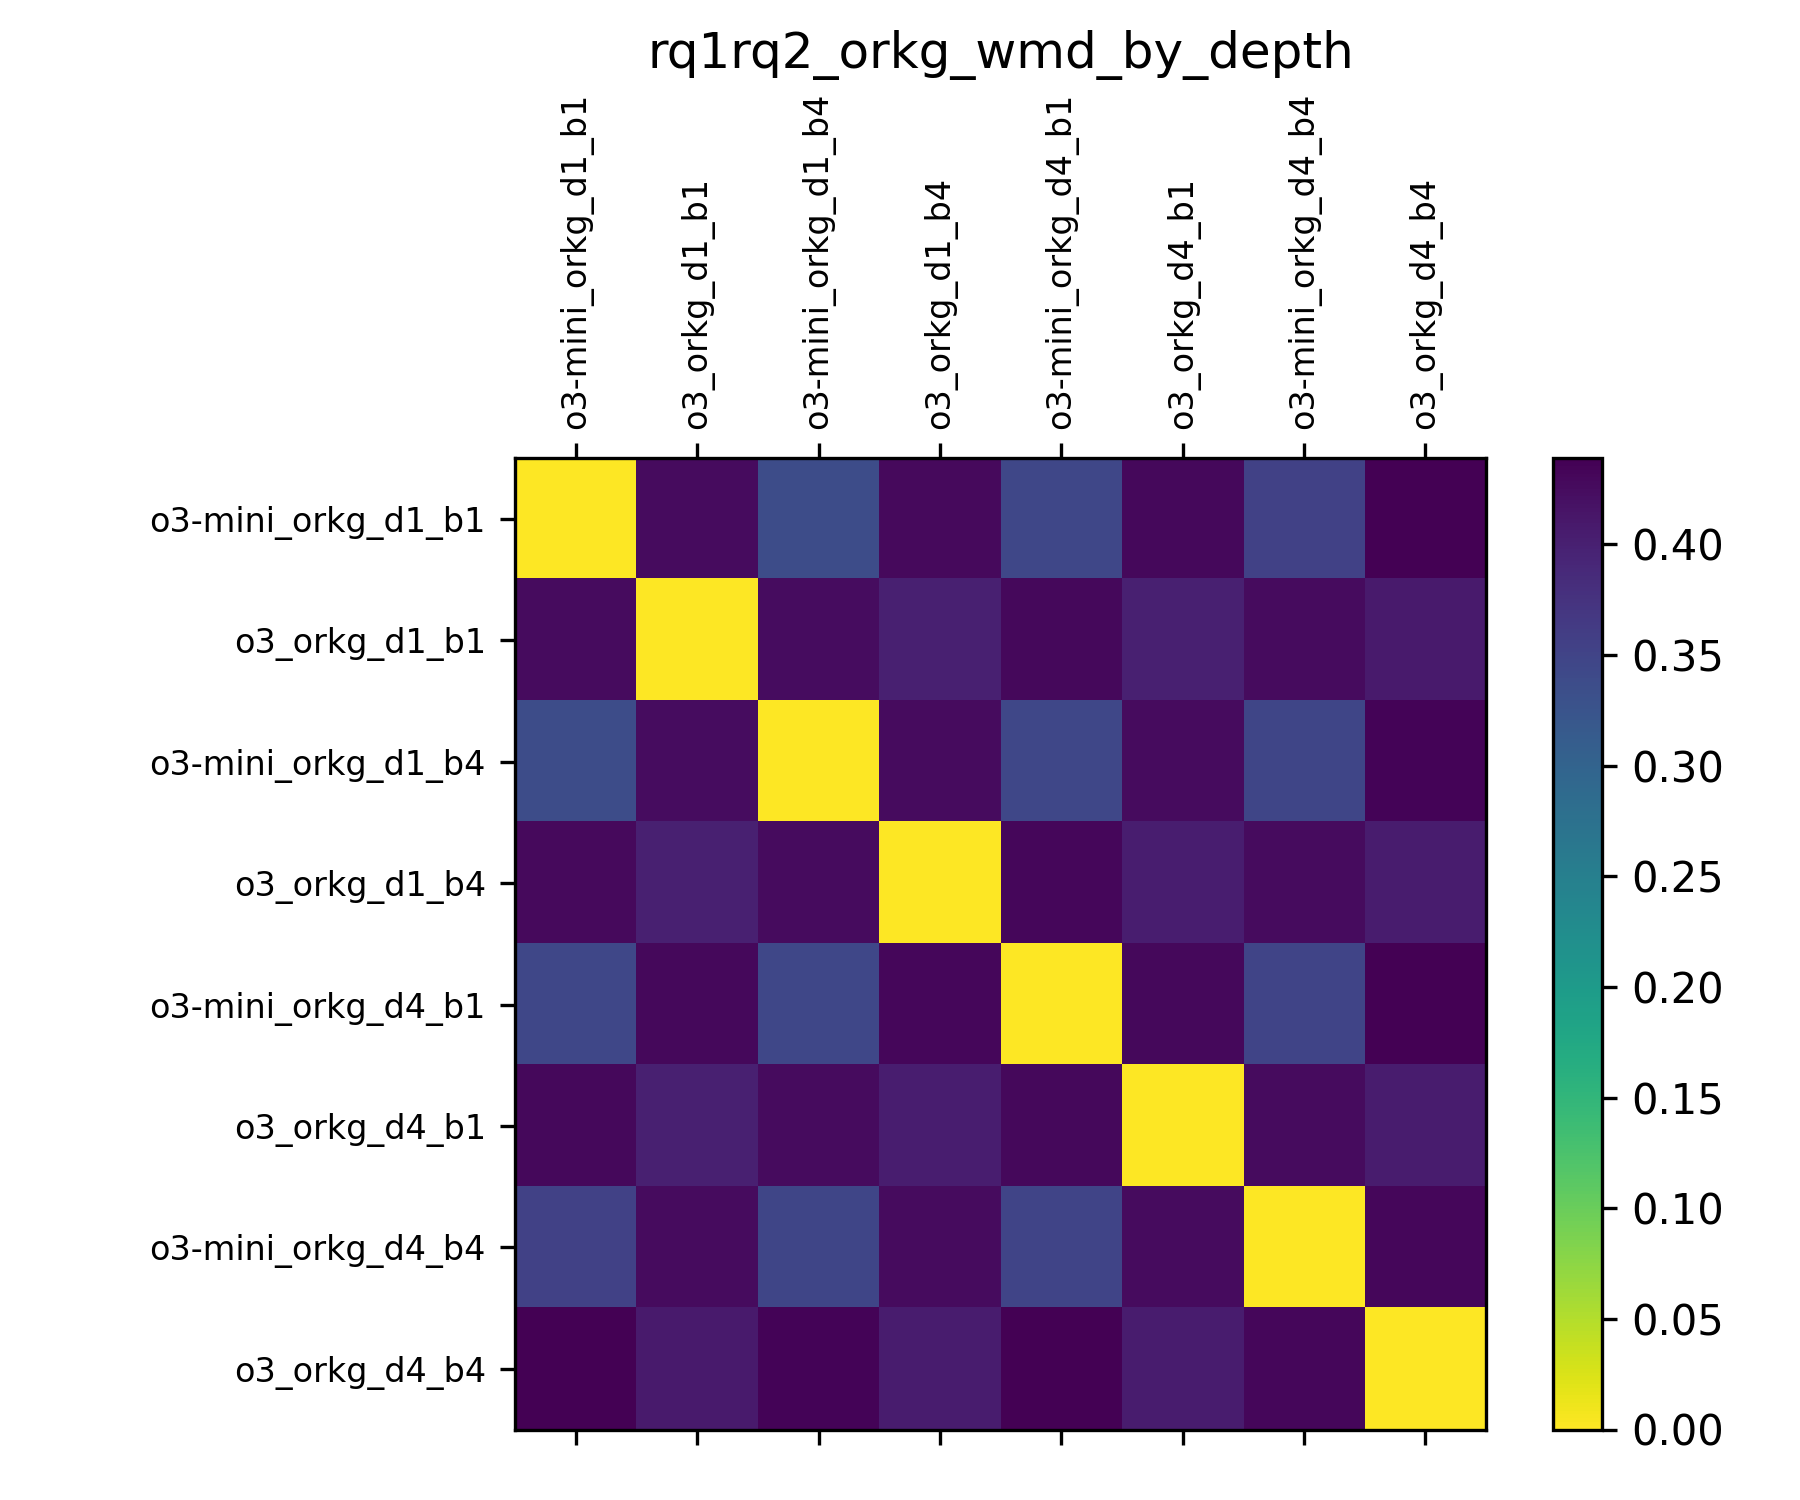 rq1rq2_orkg_wmd_by_depth
o3-mini_orkg_d1_b1
o3_orkg_d1_b1
o3-mini_orkg_d1_b4
o3_orkg_d1_b4
o3-mini_orkg_d4_b1
o3_orkg_d4_b1
o3-mini_orkg_d4_b4
o3_orkg_d4_b4
o3-mini_orkg_d1_b1
o3_orkg_d1_b1
o3-mini_orkg_d1_b4
o3_orkg_d1_b4
o3-mini_orkg_d4_b1
o3_orkg_d4_b1
o3-mini_orkg_d4_b4
o3_orkg_d4_b4
0.40
0.35
0.30
0.25
0.20
0.15
0.10
0.05
0.00